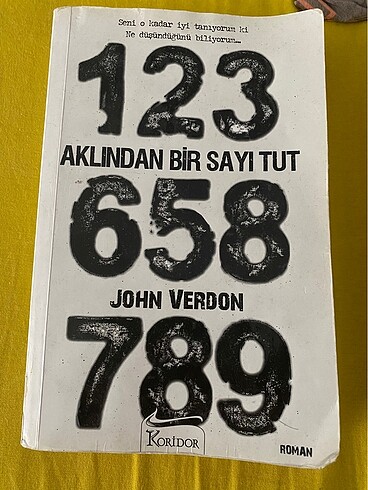 Seni o kadar iyi tanıyorum ki
Ne düşündüğünü biliyorum...
123
AKLINDAN BİR SAYI TUT
658
JOHN VERDON
789
KORİDOR
ROMAN